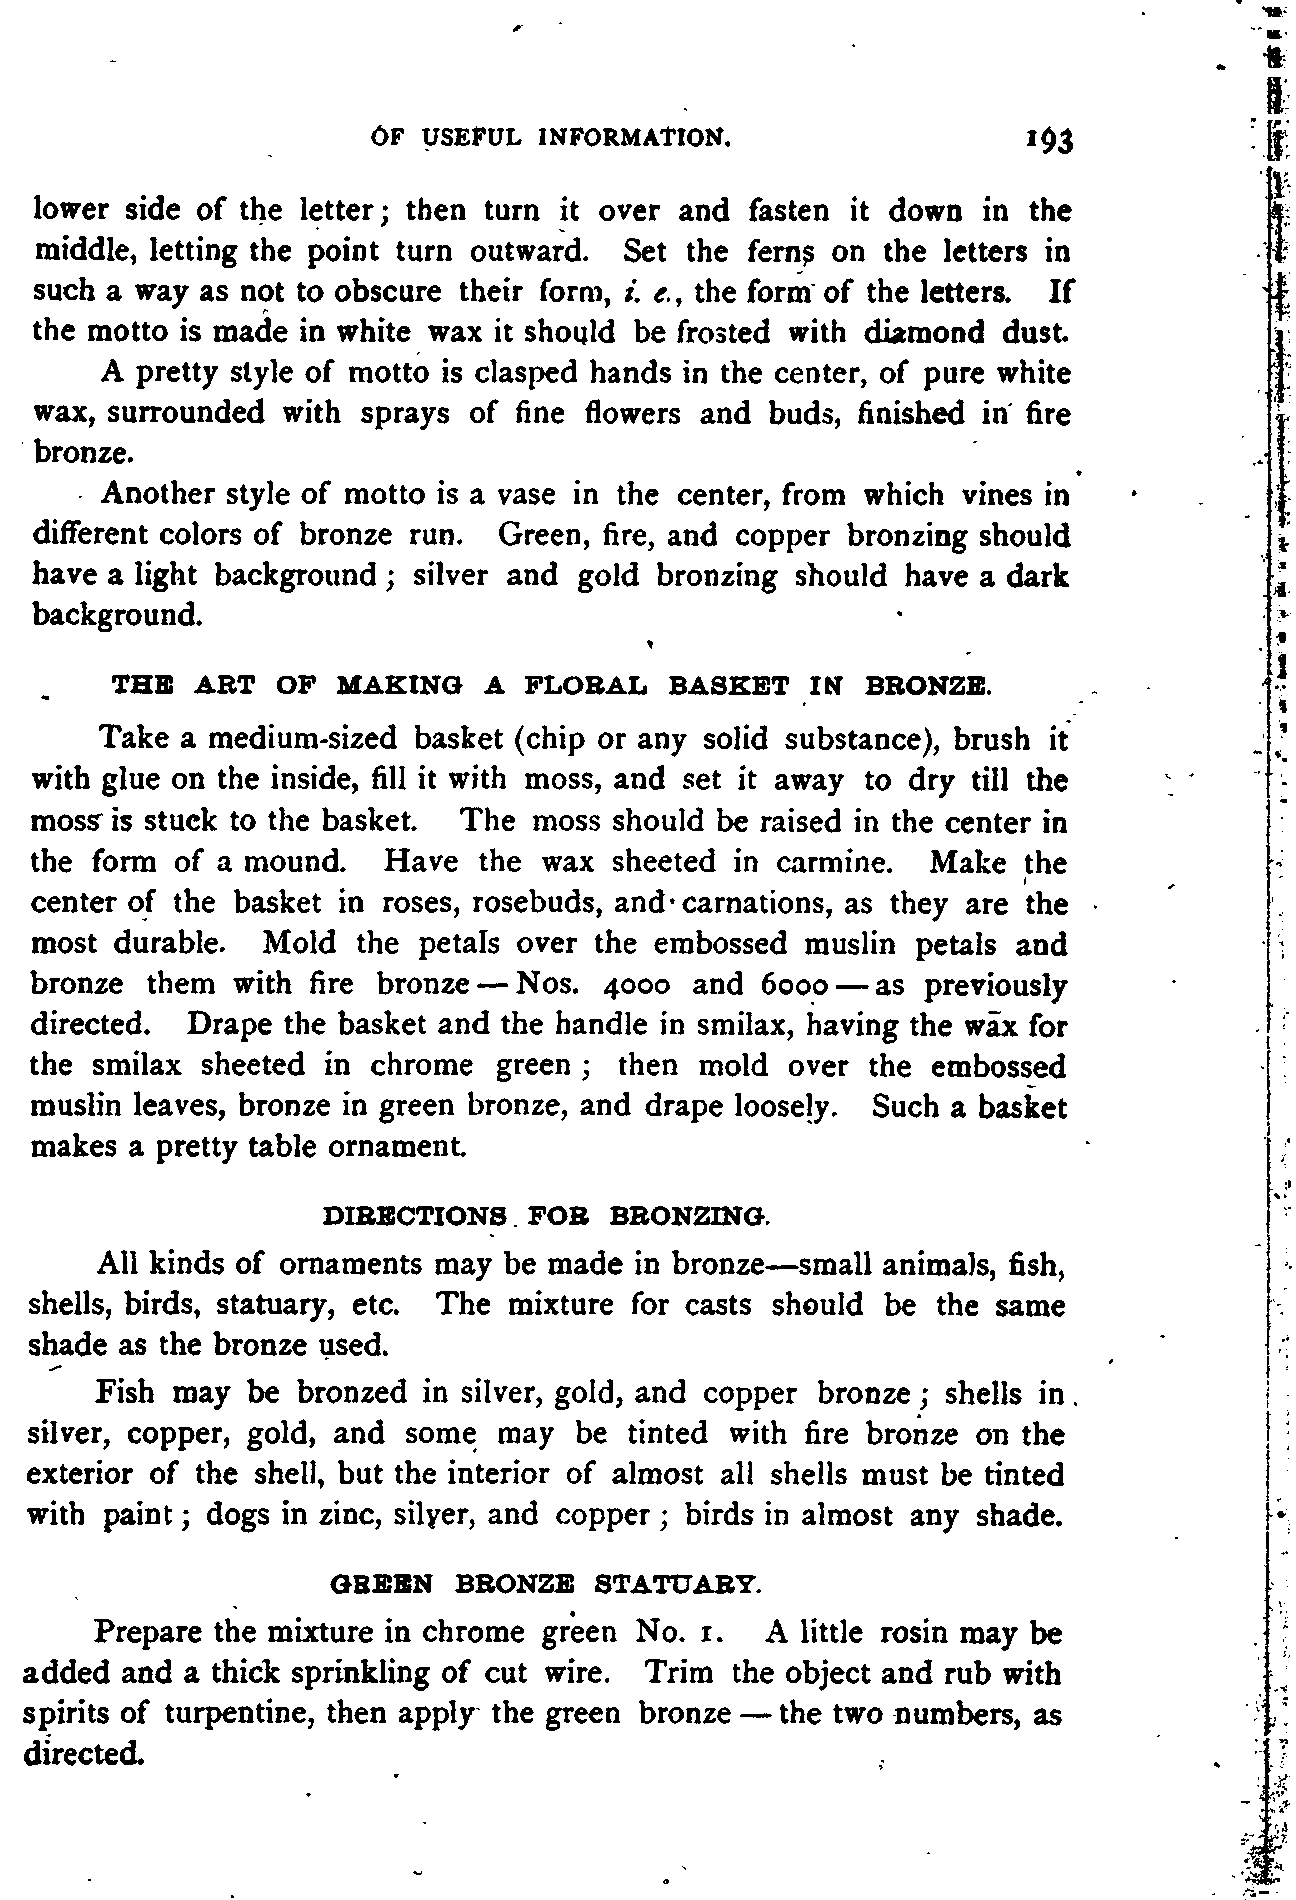 OF USEFUL INFORMATION. 193
lower side of the letter; then turn it over and fasten it down in the
middle, letting the point turn outward. Set the ferns on the letters in
such a way as not to obscure their form, i. e., the form of the letters. If
the motto is made in white wax it should be frosted with diamond dust.
A pretty style of motto is clasped hands in the center, of pure white
wax, surrounded with sprays of fine flowers and buds, finished in fire
bronze.
Another style of motto is a vase in the center, from which vines in
different colors of bronze run. Green, fire, and copper bronzing should
have a light background; silver and gold bronzing should have a dark
background.
THE ART OF MAKING A FLORAL BASKET IN BRONZE.
Take a medium-sized basket (chip or any solid substance), brush it
with glue on the inside, fill it with moss, and set it away to dry till the
moss is stuck to the basket. The moss should be raised in the center in
the form of a mound. Have the wax sheeted in carmine. Make the
center of the basket in roses, rosebuds, and carnations, as they are the
most durable. Mold the petals over the embossed muslin petals and
bronze them with fire bronze — Nos. 4000 and 6000 — as previously
directed. Drape the basket and the handle in smilax, having the wax for
the smilax sheeted in chrome green; then mold over the embossed
muslin leaves, bronze in green bronze, and drape loosely. Such a basket
makes a pretty table ornament.
DIRECTIONS FOR BRONZING.
All kinds of ornaments may be made in bronze—small animals, fish,
shells, birds, statuary, etc. The mixture for casts should be the same
shade as the bronze used.
Fish may be bronzed in silver, gold, and copper bronze; shells in
silver, copper, gold, and some may be tinted with fire bronze on the
exterior of the shell, but the interior of almost all shells must be tinted
with paint; dogs in zinc, silver, and copper; birds in almost any shade.
GREEN BRONZE STATUARY.
Prepare the mixture in chrome green No. 1. A little rosin may be
added and a thick sprinkling of cut wire. Trim the object and rub with
spirits of turpentine, then apply the green bronze — the two numbers, as
directed.